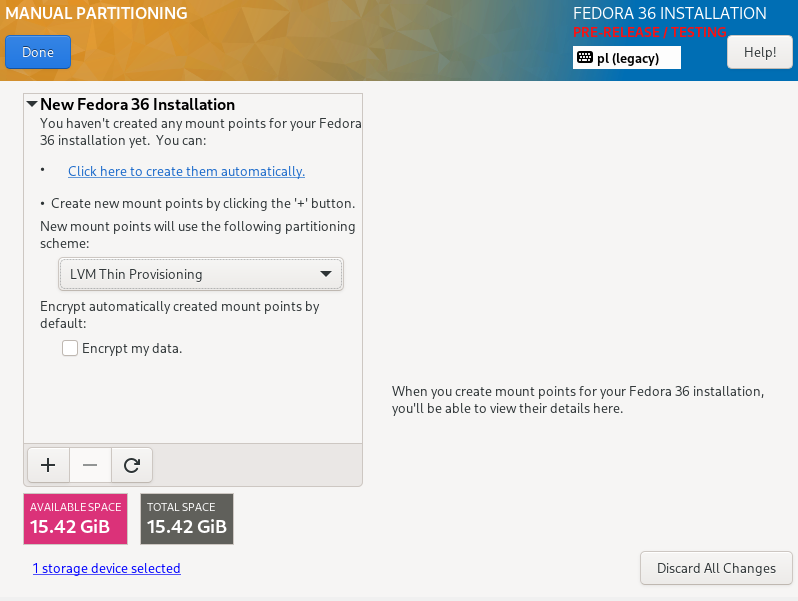 MANUAL PARTITIONING
FEDORA 36 INSTALLATION
PRE-RELEASE / TESTING
Done
pl (legacy)
Help!
New Fedora 36 Installation
You haven't created any mount points for your Fedora
36 installation yet. You can:
• Click here to create them automatically.
• Create new mount points by clicking the '+' button.
New mount points will use the following partitioning
scheme:
LVM Thin Provisioning
Encrypt automatically created mount points by
default:
Encrypt my data.
When you create mount points for your Fedora 36 installation,
you'll be able to view their details here.
AVAILABLE SPACE
15.42 GiB
TOTAL SPACE
15.42 GiB
1 storage device selected
Discard All Changes